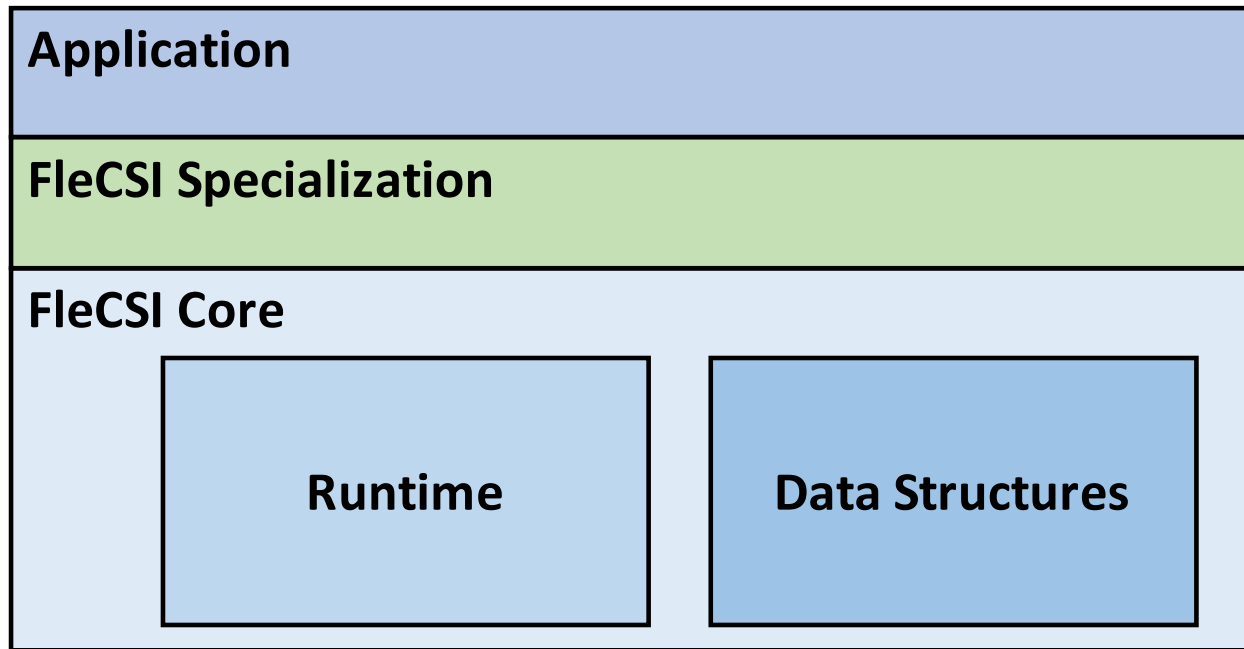 Application
FleCSI Specialization
FleCSI Core
Runtime
Data Structures